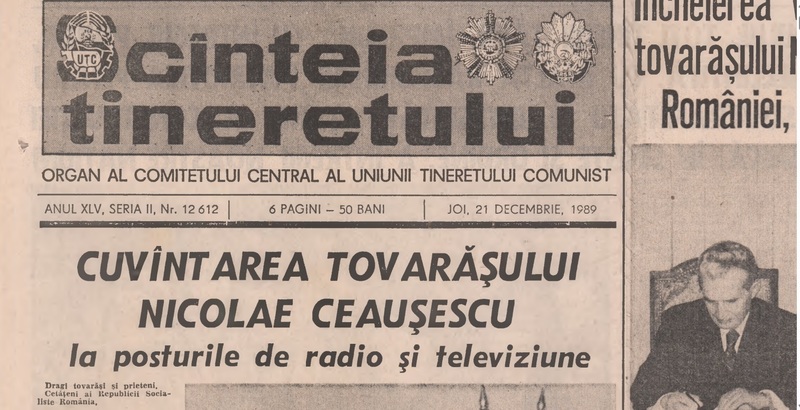 Scînteia
UTC
tineretului
ORGAN AL COMITETULUI CENTRAL AL UNIUNII TINERETULUI COMUNIST
ANUL XLV, SERIA II, Nr. 12 612
6 PAGINI – 50 BANI
JOI, 21 DECEMBRIE, 1989
CUVÎNTAREA TOVARĂŞULUI
NICOLAE CEAUŞESCU
la posturile de radio şi televiziune
Dragi tovarăşi şi prieteni,
Cetăţeni ai Republicii Socia-
liste România,
Încheierea
tovarăşului
României,